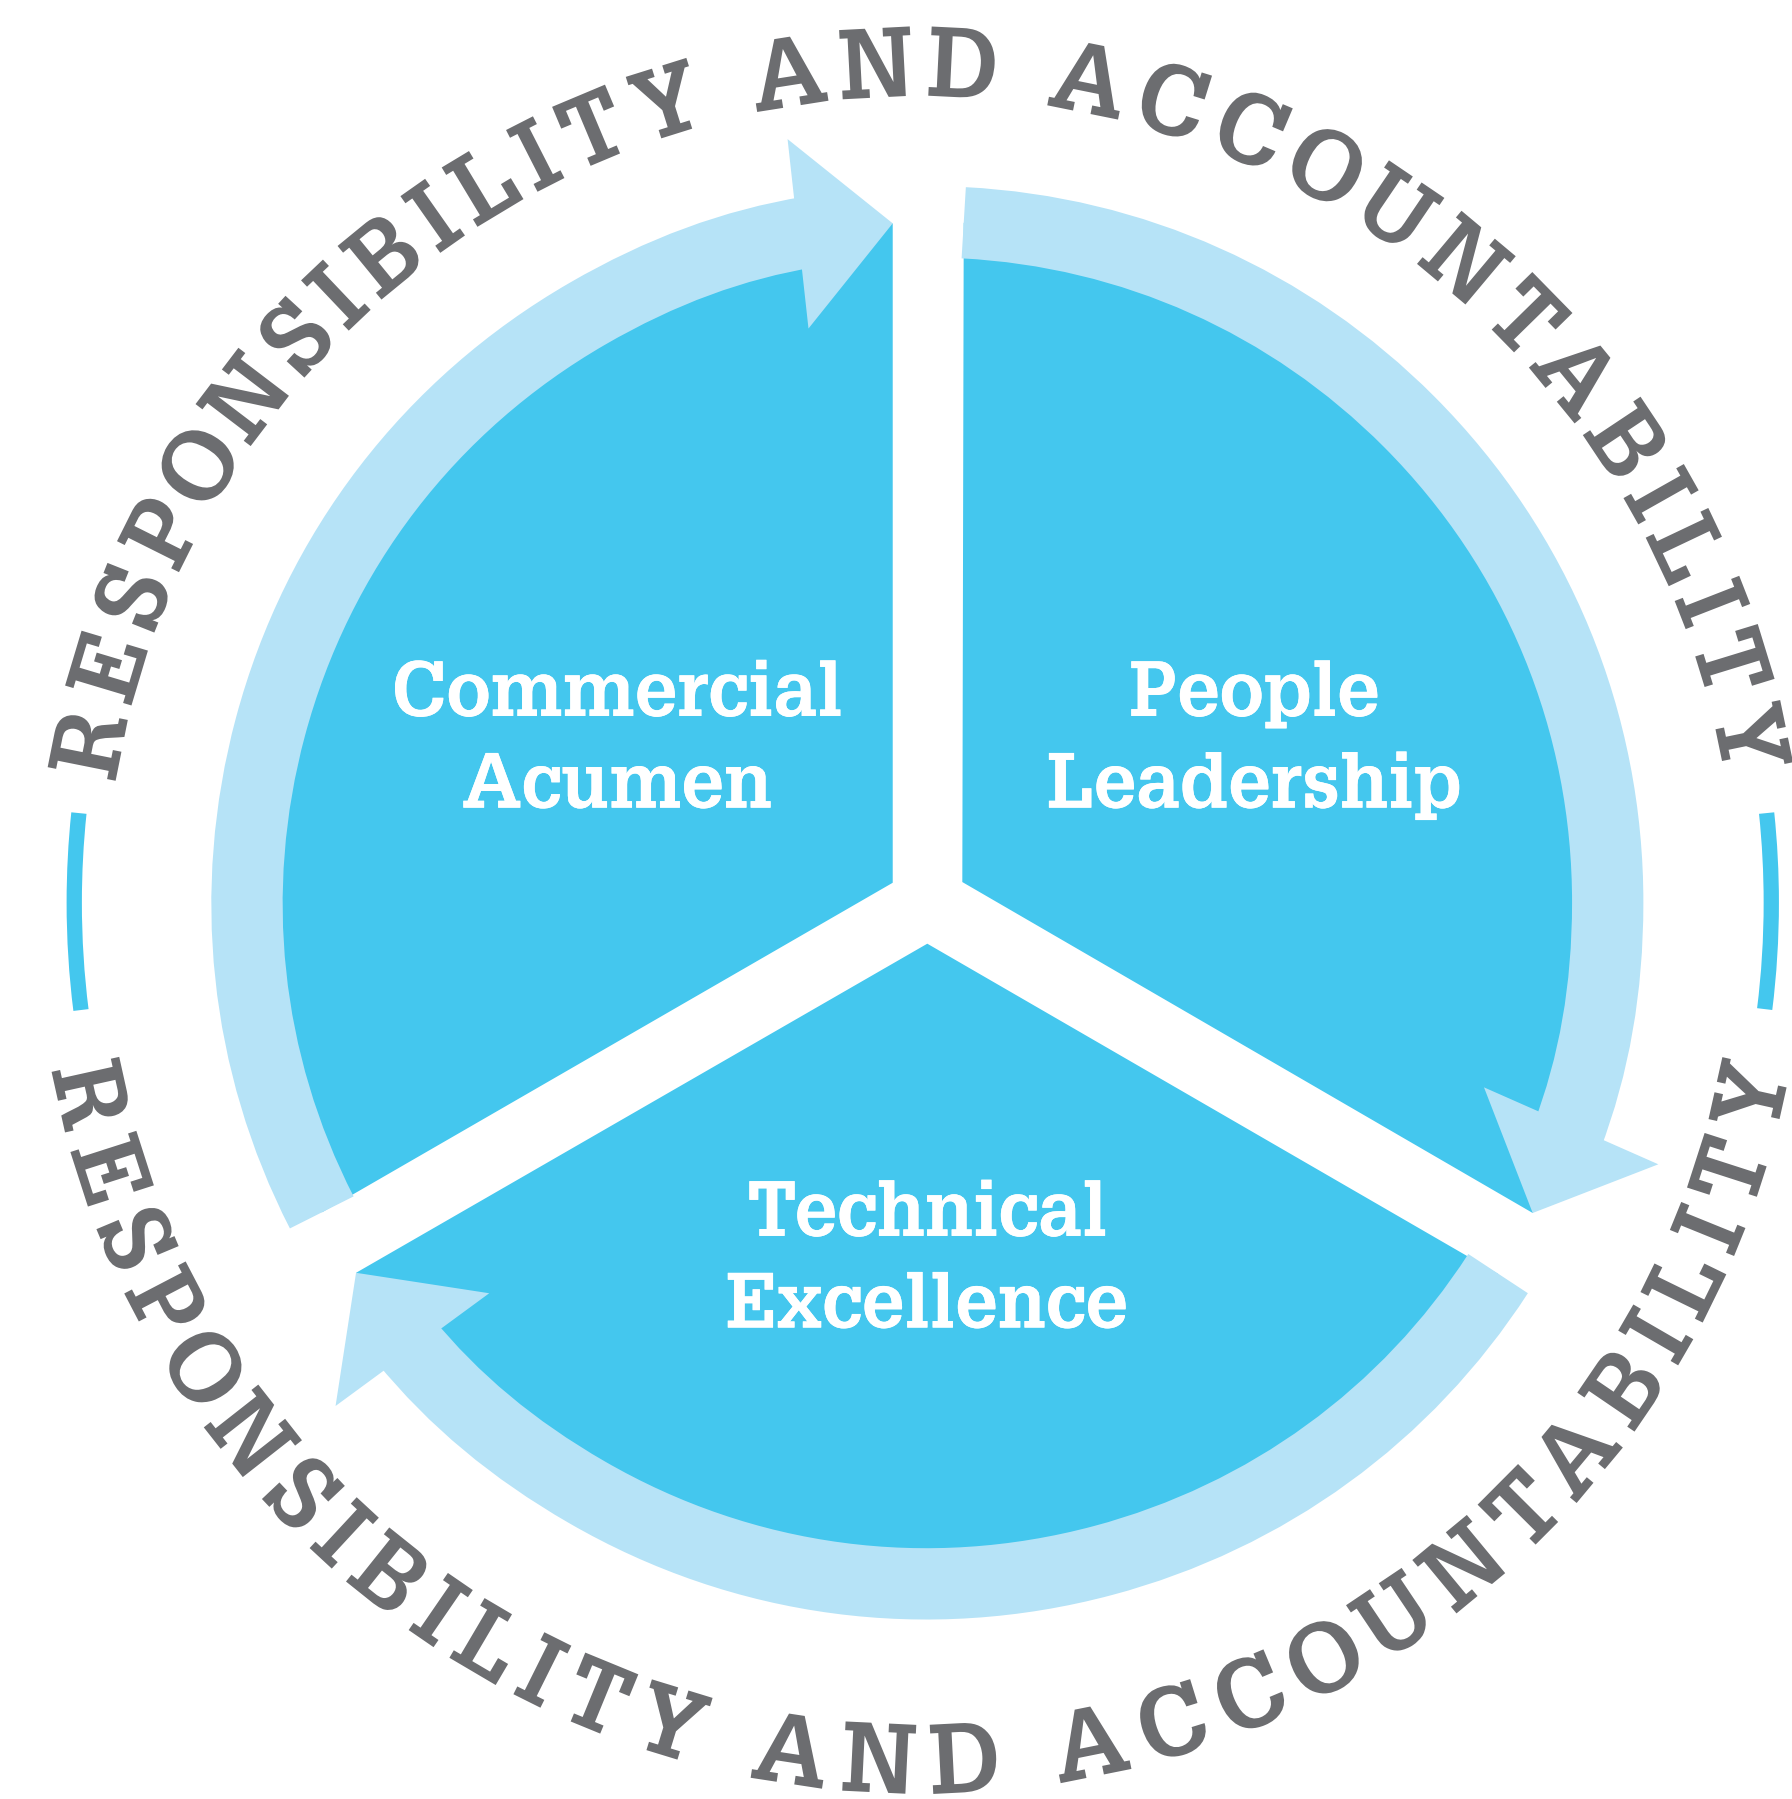 RESPONSIBILITY AND ACCOUNTABILITY
Commercial
Acumen
People
Leadership
Technical
Excellence
RESPONSIBILITY AND ACCOUNTABILITY